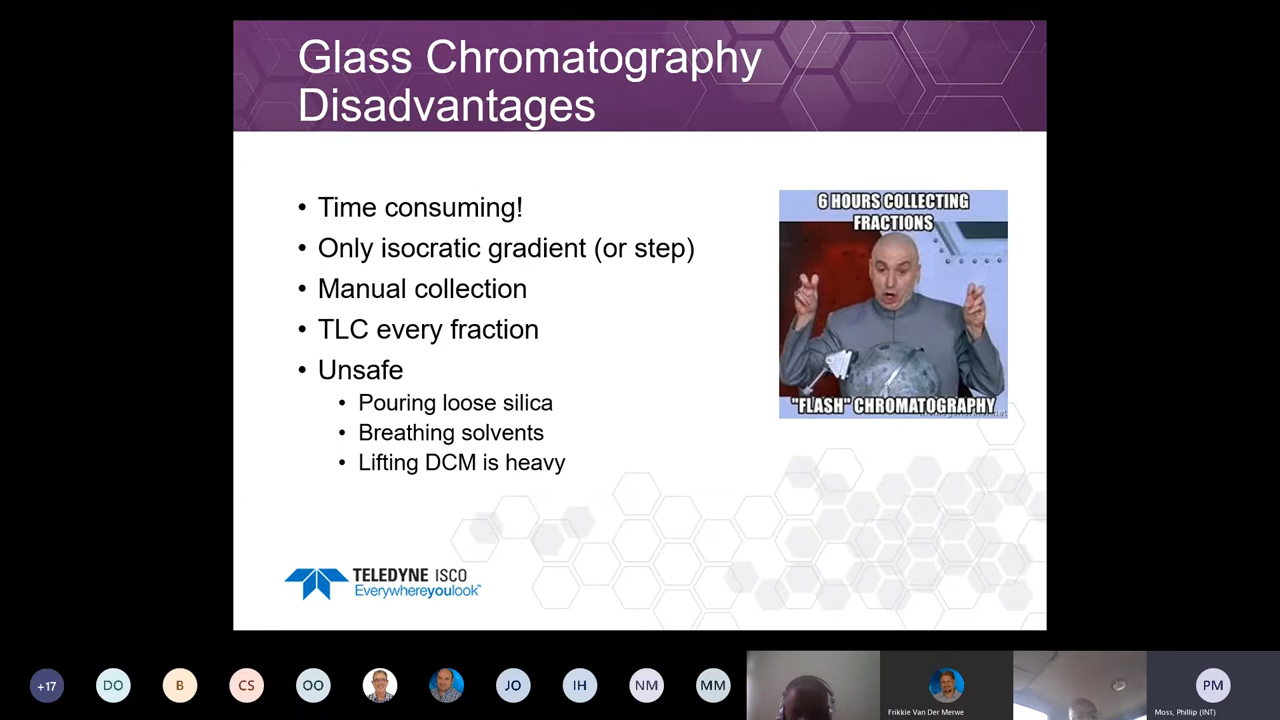 Glass Chromatography
Disadvantages
• Time consuming!
• Only isocratic gradient (or step)
• Manual collection
• TLC every fraction
• Unsafe
• Pouring loose silica
• Breathing solvents
• Lifting DCM is heavy
6 HOURS COLLECTING
FRACTIONS
"FLASH" CHROMATOGRAPHY
TELEDYNE ISCO
Everywhereyoulook™
+17
DO
B
CS
OO
JO
IH
NM
MM
Frikkie Van Der Merwe
PM
Moss, Phillip (INT)